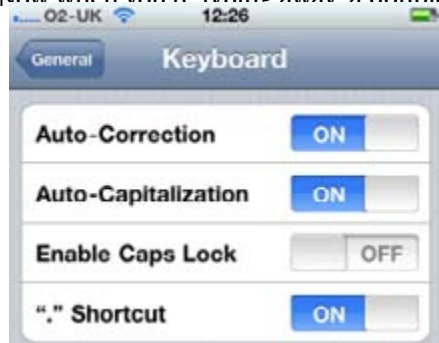 O2-UK 12:26
General Keyboard
Auto-Correction ON
Auto-Capitalization ON
Enable Caps Lock OFF
“.” Shortcut ON